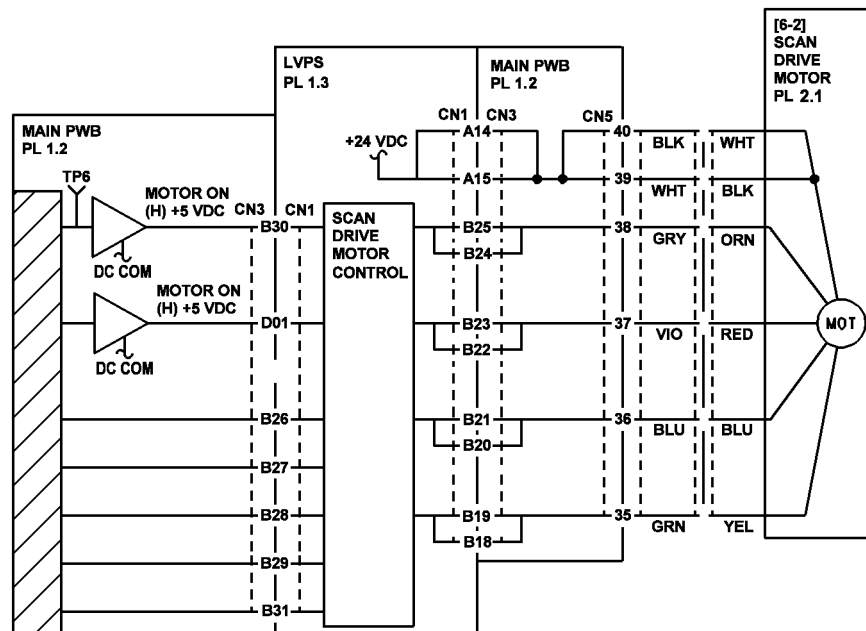 [6-2]
SCAN
DRIVE
MOTOR
PL 2.1
LVPS
PL 1.3
MAIN PWB
PL 1.2
CN1 CN3
CN5
MAIN PWB
PL 1.2
+24 VDC
A14
40
BLK
WHT
TP6
A15
39
WHT
BLK
MOTOR ON
(H) +5 VDC
CN3 CN1
SCAN
DRIVE
MOTOR
CONTROL
B30
B25
38
GRY
ORN
DC COM
B24
MOTOR ON
(H) +5 VDC
D01
B23
37
VIO
RED
MOT
DC COM
B22
B26
B21
36
BLU
BLU
B20
B27
B28
B19
35
GRN
YEL
B18
B29
B31